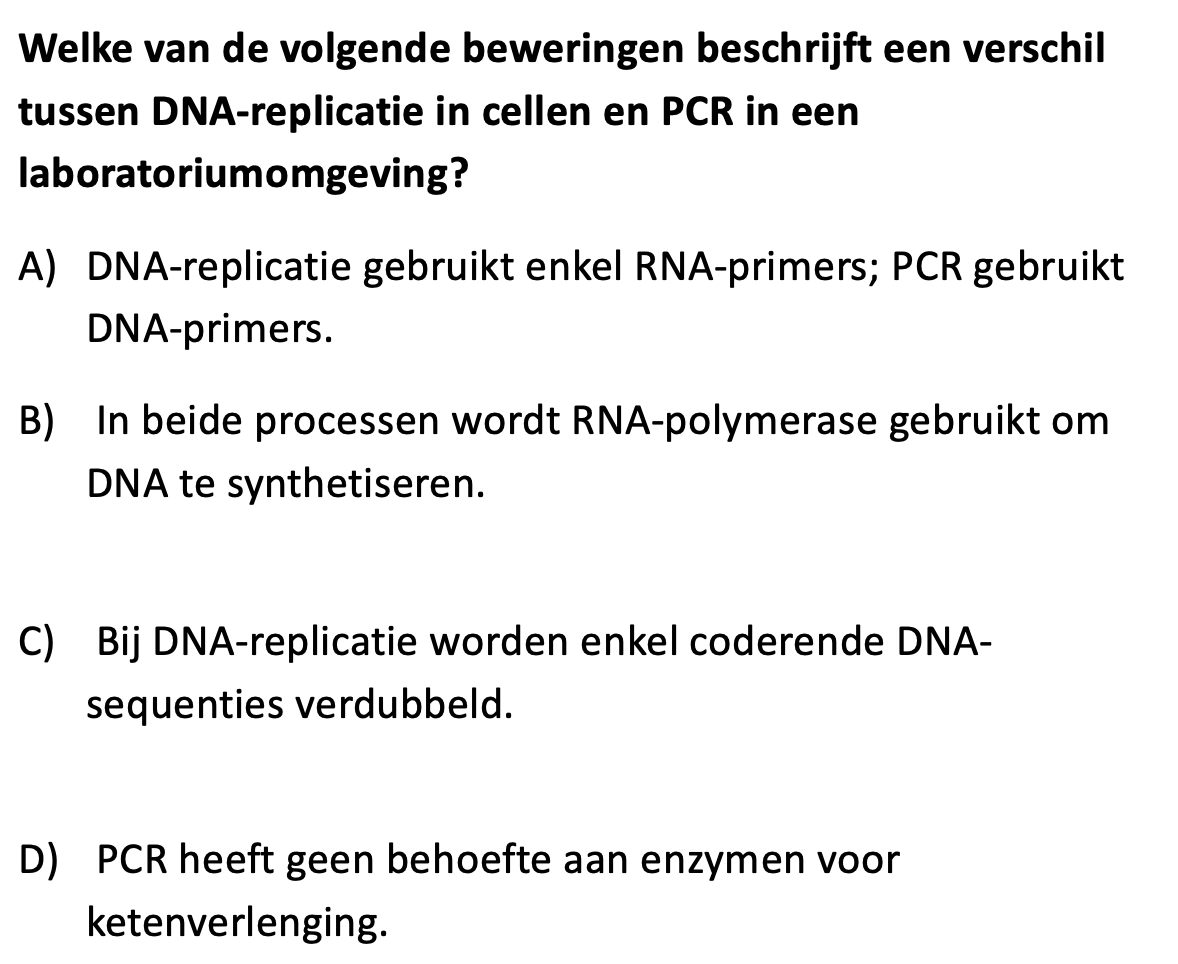 Welke van de volgende beweringen beschrijft een verschil
tussen DNA-replicatie in cellen en PCR in een
laboratoriumomgeving?
A) DNA-replicatie gebruikt enkel RNA-primers; PCR gebruikt
DNA-primers.
B) In beide processen wordt RNA-polymerase gebruikt om
DNA te synthetiseren.
C) Bij DNA-replicatie worden enkel coderende DNA-
sequenties verdubbeld.
D) PCR heeft geen behoefte aan enzymen voor
ketenverlenging.